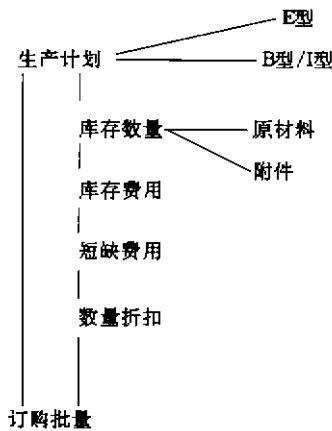 E型
生产计划
B型/I型
库存数量
原材料
附件
库存费用
短缺费用
数量折扣
订购批量